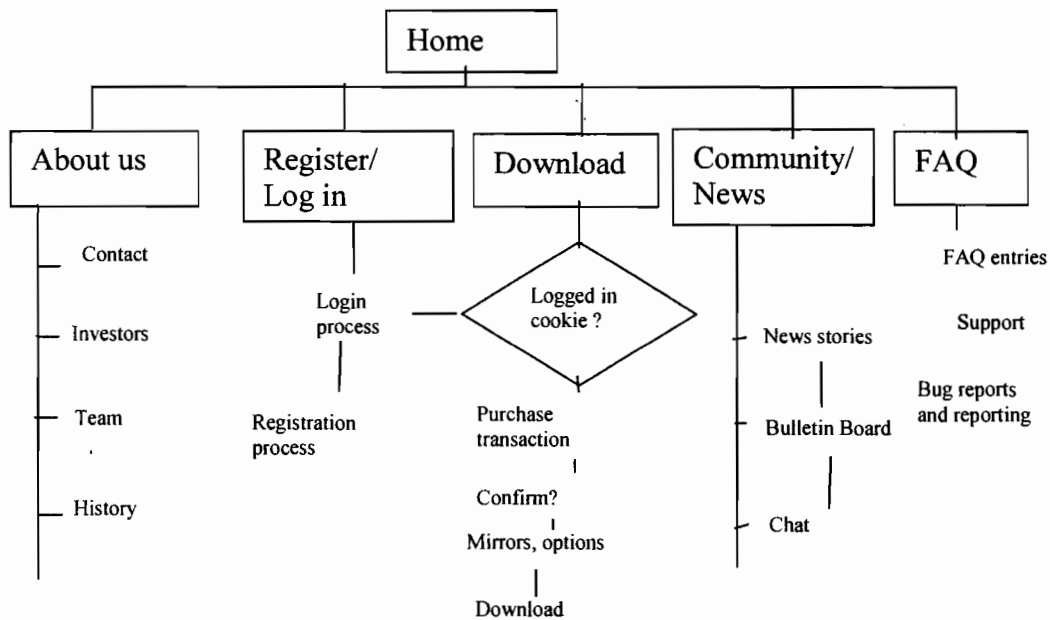 Home
About us
Register/
Log in
Download
Community/
News
FAQ
Contact
Investors
Team
History
Login
process
Registration
process
Logged in
cookie ?
Purchase
transaction
Confirm?
Mirrors, options
Download
News stories
Bulletin Board
Chat
FAQ entries
Support
Bug reports
and reporting